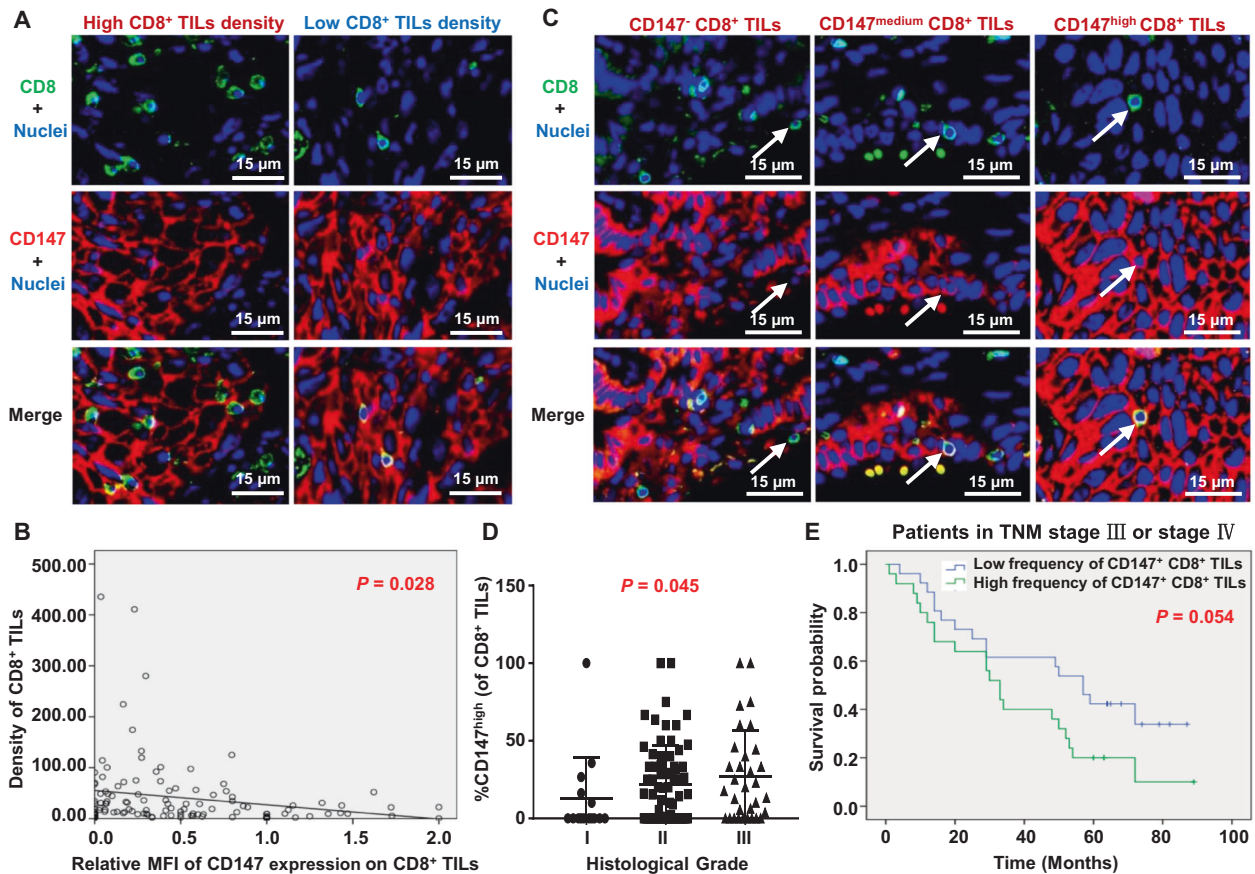 A
High CD8⁺ TILs density
Low CD8⁺ TILs density
CD8
+
Nuclei
15 µm
15 µm
CD147
+
Nuclei
15 µm
15 µm
Merge
15 µm
15 µm
C
CD147⁻ CD8⁺ TILs
CD147ᵐᵉᵈⁱᵘᵐ CD8⁺ TILs
CD147ʰⁱᵍʰ CD8⁺ TILs
CD8
+
Nuclei
15 µm
15 µm
15 µm
CD147
+
Nuclei
15 µm
15 µm
15 µm
Merge
15 µm
15 µm
15 µm
B
P = 0.028
Density of CD8⁺ TILs
500.00
400.00
300.00
200.00
100.00
0.00
0.0
0.5
1.0
1.5
2.0
Relative MFI of CD147 expression on CD8⁺ TILs
D
P = 0.045
%CD147ʰⁱᵍʰ (of CD8⁺ TILs)
150
100
50
0
I
II
III
Histological Grade
E
Patients in TNM stage Ⅲ or stage Ⅳ
Low frequency of CD147⁺ CD8⁺ TILs
High frequency of CD147⁺ CD8⁺ TILs
P = 0.054
Survival probability
1.0
0.8
0.6
0.4
0.2
0.0
0
20
40
60
80
100
Time (Months)